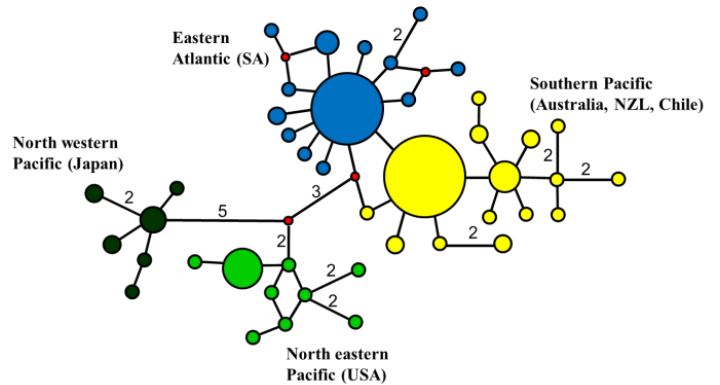 Eastern
Atlantic (SA)
2
Southern Pacific
(Australia, NZL, Chile)
North western
Pacific (Japan)
2
2
2
3
5
2
2
2
2
North eastern
Pacific (USA)